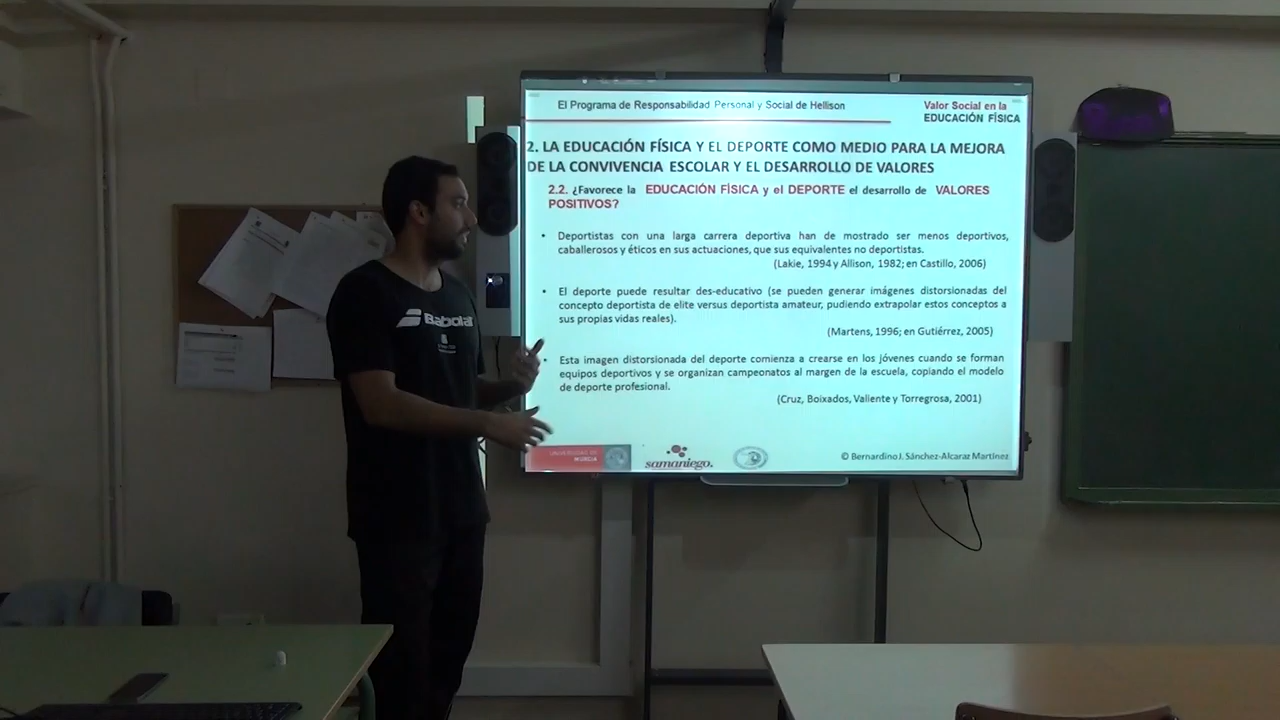 El Programa de Responsabilidad Personal y Social de Hellison
Valor Social en la
EDUCACIÓN FÍSICA
2. LA EDUCACIÓN FÍSICA Y EL DEPORTE COMO MEDIO PARA LA MEJORA
DE LA CONVIVENCIA ESCOLAR Y EL DESARROLLO DE VALORES
2.2. ¿Favorece la EDUCACIÓN FÍSICA y el DEPORTE el desarrollo de VALORES
POSITIVOS?
• Deportistas con una larga carrera deportiva han de mostrado ser menos deportivos,
caballerosos y éticos en sus actuaciones, que sus equivalentes no deportistas.
(Lakie, 1994 y Allison, 1982; en Castillo, 2006)
• El deporte puede resultar des-educativo (se pueden generar imágenes distorsionadas del
concepto deportista de elite versus deportista amateur, pudiendo extrapolar estos conceptos a
sus propias vidas reales).
(Martens, 1996; en Gutiérrez, 2005)
• Esta imagen distorsionada del deporte comienza a crearse en los jóvenes cuando se forman
equipos deportivos y se organizan campeonatos al margen de la escuela, copiando el modelo
de deporte profesional.
(Cruz, Boixados, Valiente y Torregrosa, 2001)
UNIVERSIDAD DE
MURCIA
samaniego.
© Bernardino J. Sánchez-Alcaraz Martínez
Babolat